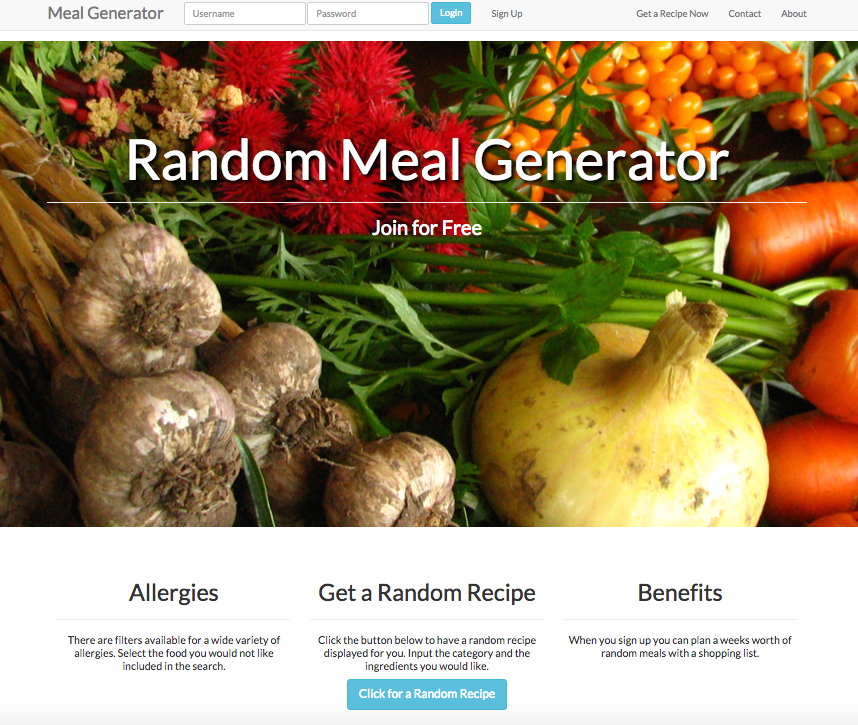 Meal Generator Username Password Login Sign Up Get a Recipe Now Contact About
Random Meal Generator
Join for Free
Allergies
There are filters available for a wide variety of
allergies. Select the food you would not like
included in the search.
Get a Random Recipe
Click the button below to have a random recipe
displayed for you. Input the category and the
ingredients you would like.
Click for a Random Recipe
Benefits
When you sign up you can plan a weeks worth of
random meals with a shopping list.